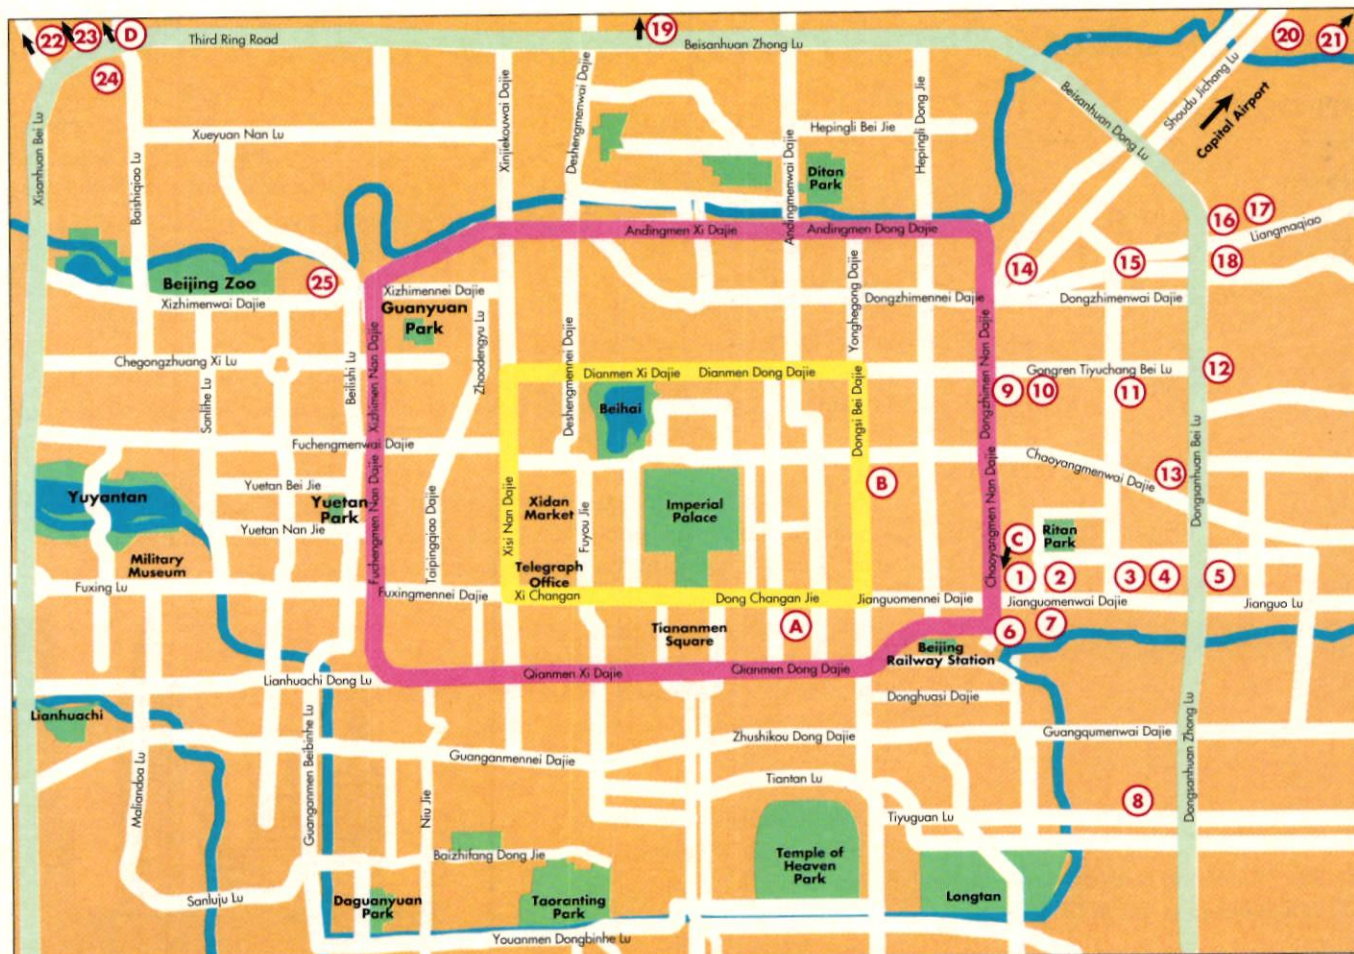 22
23
D
Third Ring Road
19
Beisanhuan Zhong Lu
20
21
24
Xisanhuan Bei Lu
Baishiqiao Lu
Xueyuan Nan Lu
Xinjiekouwai Dajie
Deshengmenwai Dajie
Andingmenwai Dajie
Hepingli Bei Jie
Hepingli Dong Jie
Beisanhuan Dong Lu
Shoudu Jichang Lu
Capital Airport
Ditan
Park
16
17
Liangmaqiao
Andingmen Xi Dajie
Andingmen Dong Dajie
Beijing Zoo
25
Xizhimenwai Dajie
Xizhimennei Dajie
Guanyuan
Park
Yonghegong Dajie
Dongzhimennei Dajie
14
15
18
Dongzhimenwai Dajie
Chegongzhuang Xi Lu
Sanlihe Lu
Beilishi Lu
Xizhimen Nan Dajie
Zhaodengyu Lu
Deshengmennei Dajie
Dianmen Xi Dajie
Dianmen Dong Dajie
Dongsi Bei Dajie
Dongzhimen Nan Dajie
Gongren Tiyuchang Bei Lu
12
9
10
11
Beihai
Fuchengmenwai Dajie
Chaoyangmenwai Dajie
13
Dongsanhuan Bei Lu
Yuyantan
Yuetan Bei Jie
Yuetan
Park
Yuetan Nan Jie
Fuchengmen Nan Dajie
Taipingqiao Dajie
Xisi Nan Dajie
Xidan
Market
Fuyou Jie
Imperial
Palace
B
Chaoyangmen Nan Dajie
C
Ritan
Park
Military
Museum
Fuxing Lu
Telegraph
Office
Fuxingmennei Dajie
Xi Changan
Dong Changan Jie
Jianguomennei Dajie
1
2
3
4
5
Jianguomenwai Dajie
Jianguo Lu
Tiananmen
Square
A
6
7
Beijing
Railway Station
Qianmen Xi Dajie
Qianmen Dong Dajie
Lianhuachi Dong Lu
Donghuasi Dajie
Lianhuachi
Maliandoa Lu
Guanganmen Beibinhe Lu
Guanganmennei Dajie
Zhushikou Dong Dajie
Guangqumenwai Dajie
Dongsanhuan Zhong Lu
Niu Jie
Tiantan Lu
8
Tiyuguan Lu
Baizhifang Dong Jie
Temple of
Heaven
Park
Sanluju Lu
Daguanyuan
Park
Taoranting
Park
Longtan
Youanmen Dongbinhe Lu